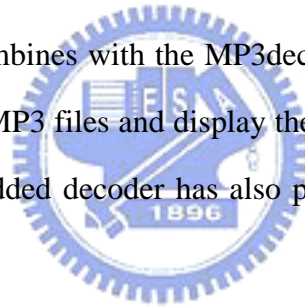 mbines with the MP3dec
MP3 files and display the
E S
A
dded decoder has also p
1896